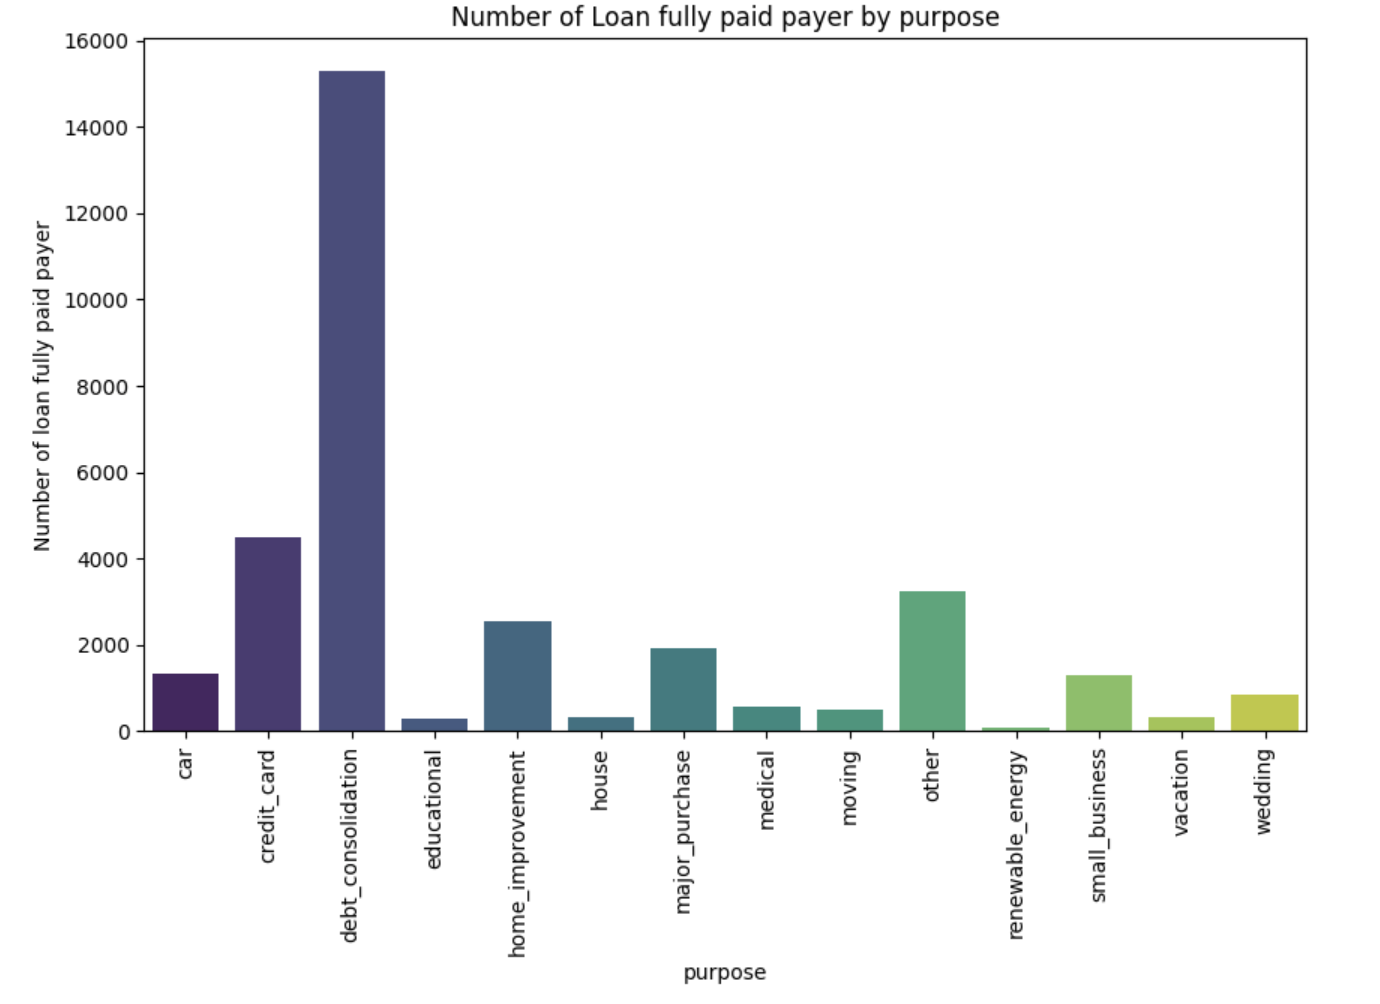 Number of Loan fully paid payer by purpose
Number of loan fully paid payer
16000
14000
12000
10000
8000
6000
4000
2000
0
car
credit_card
debt_consolidation
educational
home_improvement
house
major_purchase
medical
moving
other
renewable_energy
small_business
vacation
wedding
purpose